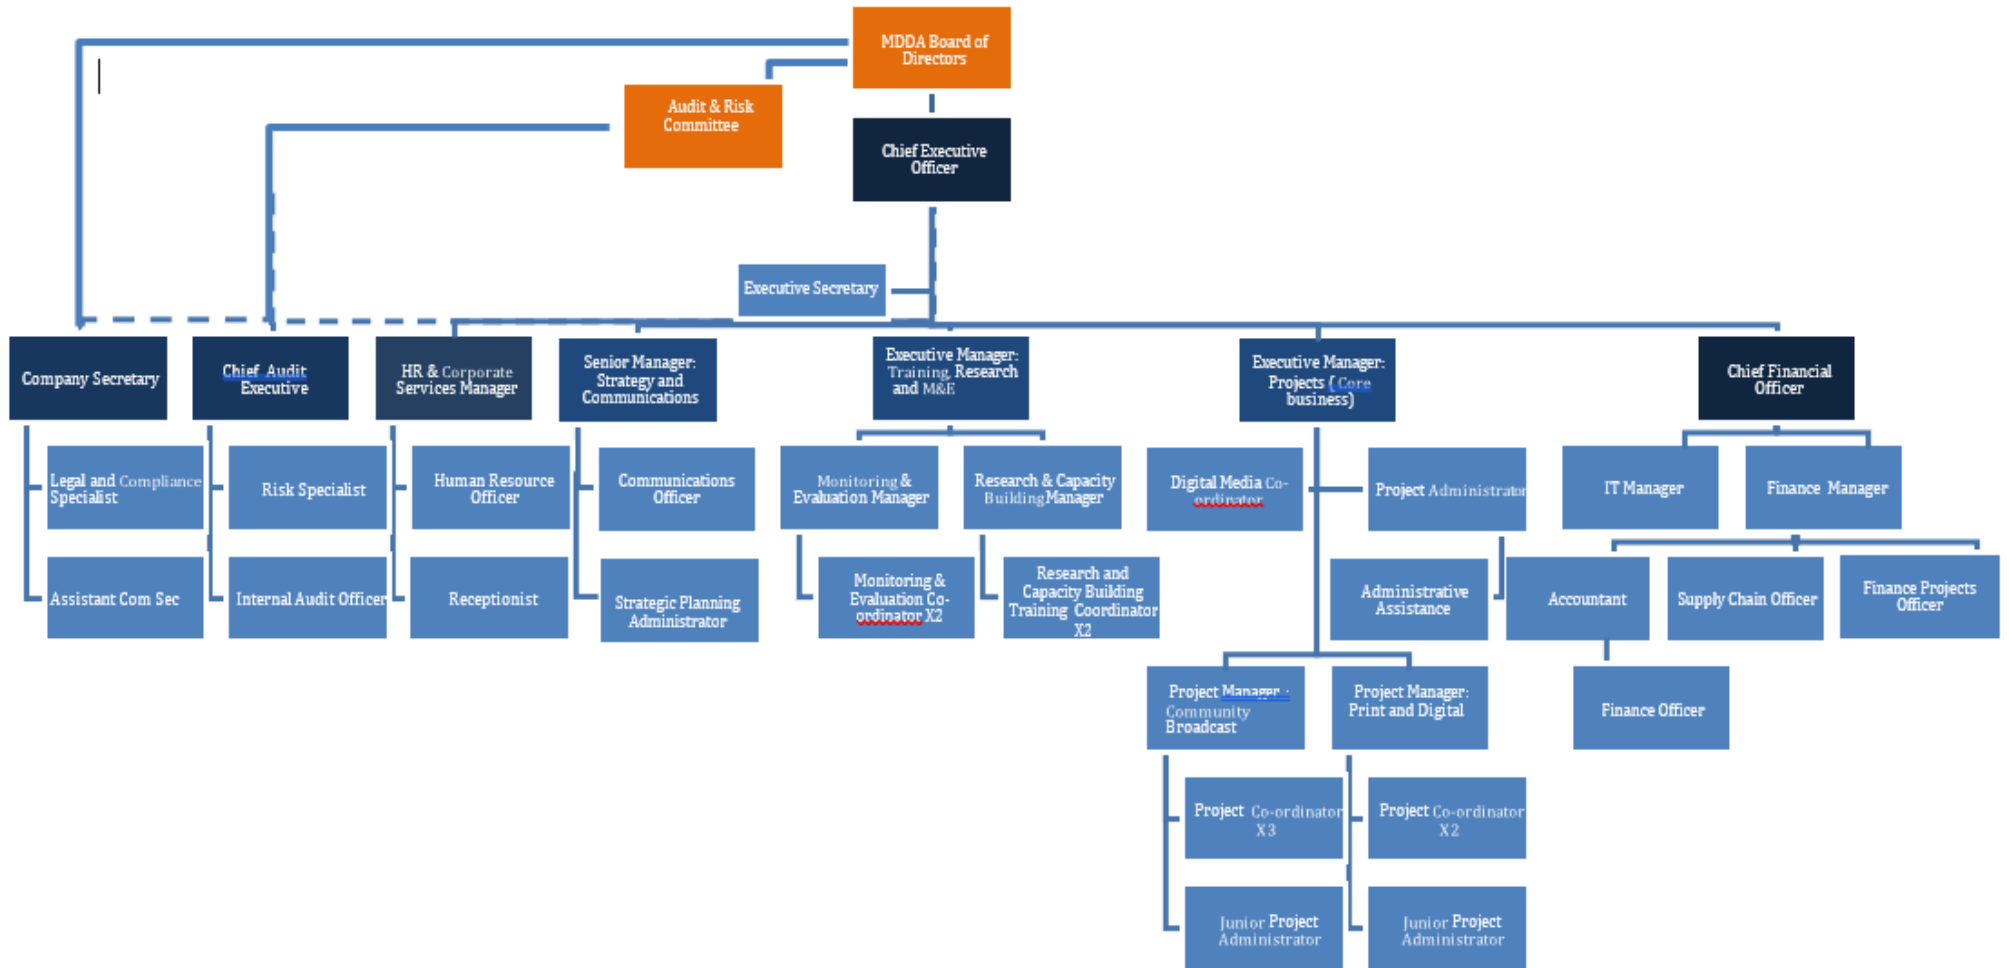 MDDA Board of
Directors
Audit & Risk
Committee
Chief Executive
Officer
Executive Secretary
Company Secretary
Chief Audit
Executive
HR & Corporate
Services Manager
Senior Manager:
Strategy and
Communications
Executive Manager:
Training, Research
and M&E
Executive Manager:
Projects ( Core
business)
Chief Financial
Officer
Legal and Compliance
Specialist
Risk Specialist
Human Resource
Officer
Communications
Officer
Monitoring &
Evaluation Manager
Research & Capacity
Building Manager
Digital Media Co-
ordinator
Project Administrator
IT Manager
Finance Manager
Assistant Com Sec
Internal Audit Officer
Receptionist
Strategic Planning
Administrator
Monitoring &
Evaluation Co-
ordinator X2
Research and
Capacity Building
Training Coordinator
X2
Administrative
Assistance
Accountant
Supply Chain Officer
Finance Projects
Officer
Project Manager :
Community
Broadcast
Project Manager:
Print and Digital
Finance Officer
Project Co-ordinator
X3
Project Co-ordinator
X2
Junior Project
Administrator
Junior Project
Administrator